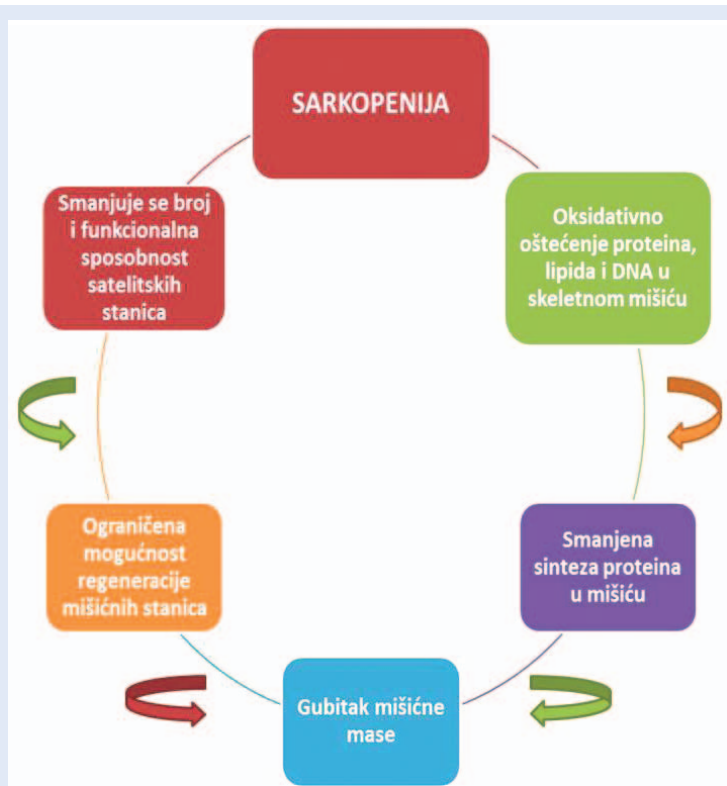 SARKOPENIJA
Smanjuje se broj
i funkcionalna
sposobnost
satelitskih
stanica
Oksidativno
oštećenje proteina,
lipida i DNA u
skeletnom mišiću
Ograničena
mogućnost
regeneracije
mišićnih stanica
Smanjena
sinteza proteina
u mišiću
Gubitak mišićne
mase